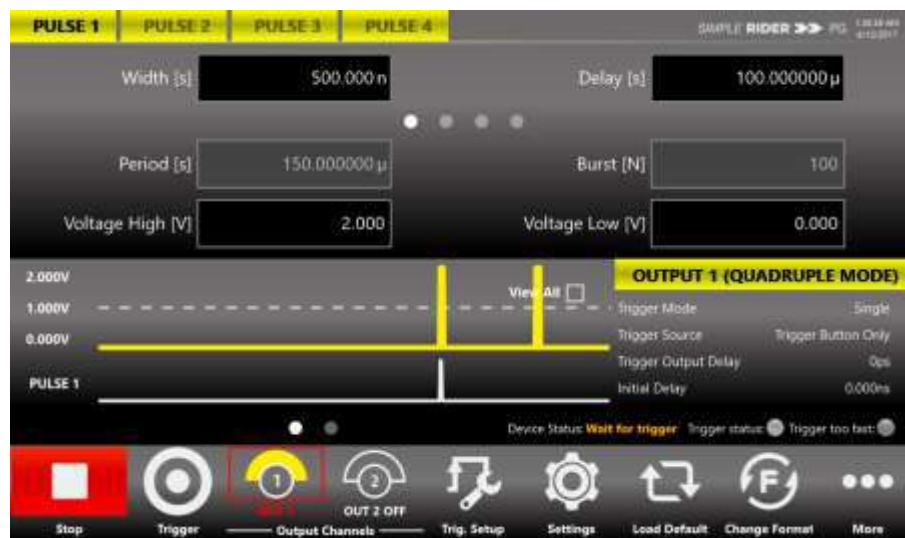 PULSE 1 PULSE 2 PULSE 3 PULSE 4 SIMPLE RIDER PG
Width [s] 500.000 n Delay [s] 100.000000 µ
Period [s] 150.000000 µ Burst [N] 100
Voltage High [V] 2.000 Voltage Low [V] 0.000
2.000V
View All
1.000V
0.000V
PULSE 1
OUTPUT 1 (QUADRUPLE MODE)
Trigger Mode Single
Trigger Source Trigger Button Only
Trigger Output Delay 0ps
Initial Delay 0.000ns
Device Status: Wait for trigger Trigger status: Trigger too fast:
1 2 F
OUT 2 OFF
Stop Trigger Output Channels Trig. Setup Settings Load Default Change Format More